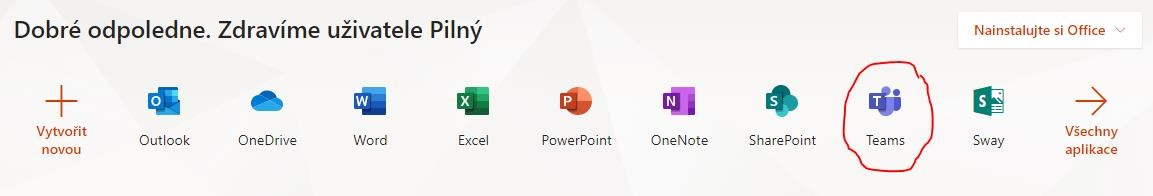 Dobré odpoledne. Zdravíme uživatele Pilný
Nainstalujte si Office
Vytvořit
novou
Outlook
OneDrive
Word
Excel
PowerPoint
OneNote
SharePoint
Teams
Sway
Všechny
aplikace